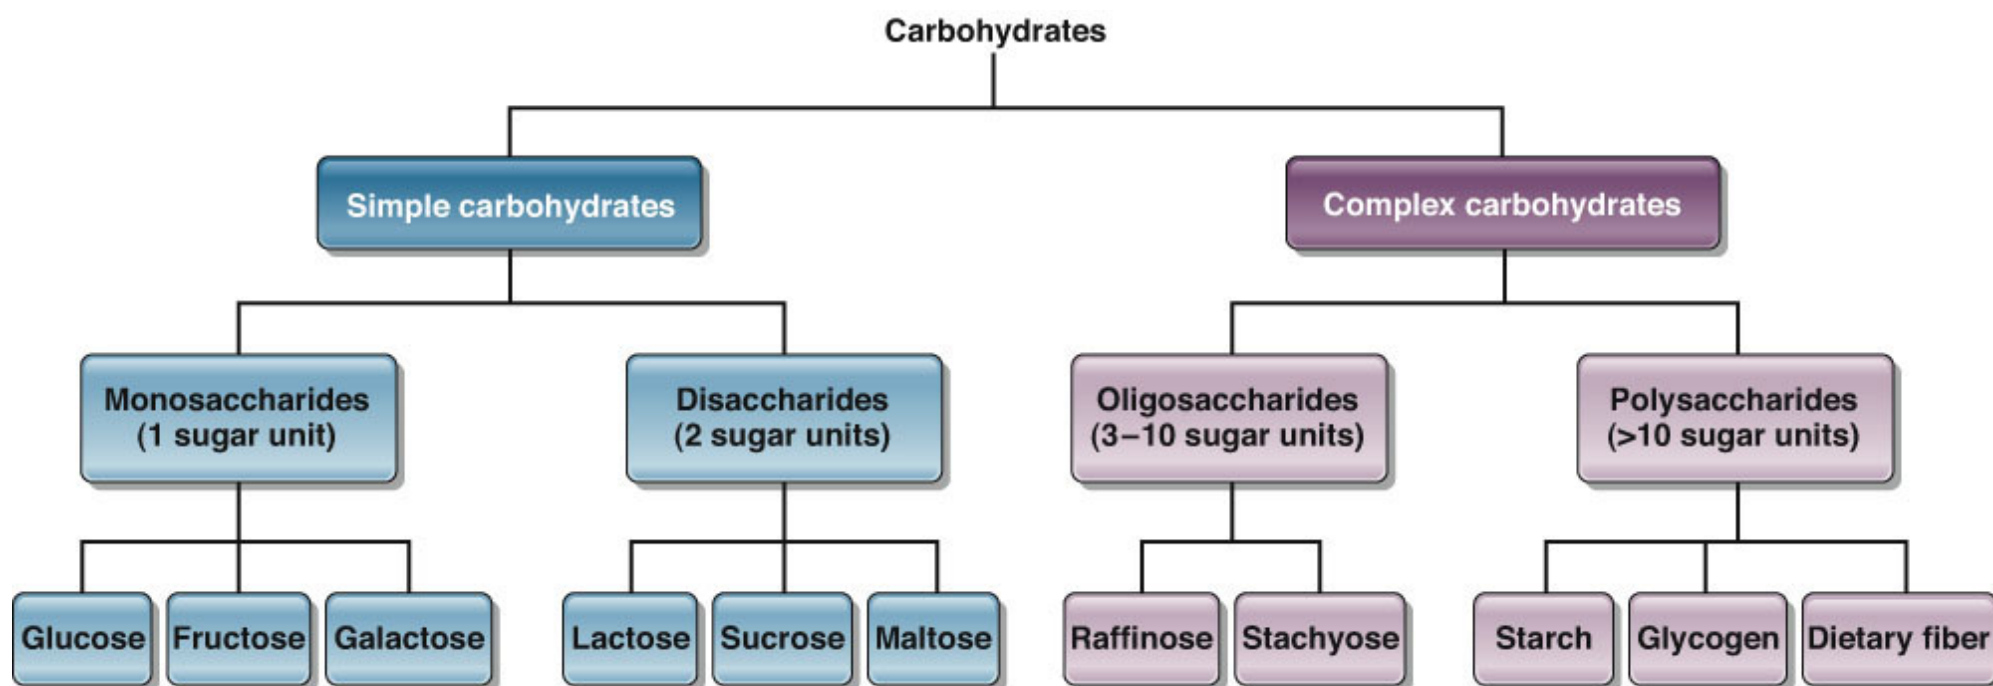 Carbohydrates
Simple carbohydrates
Complex carbohydrates
Monosaccharides
(1 sugar unit)
Disaccharides
(2 sugar units)
Oligosaccharides
(3–10 sugar units)
Polysaccharides
(>10 sugar units)
Glucose
Fructose
Galactose
Lactose
Sucrose
Maltose
Raffinose
Stachyose
Starch
Glycogen
Dietary fiber